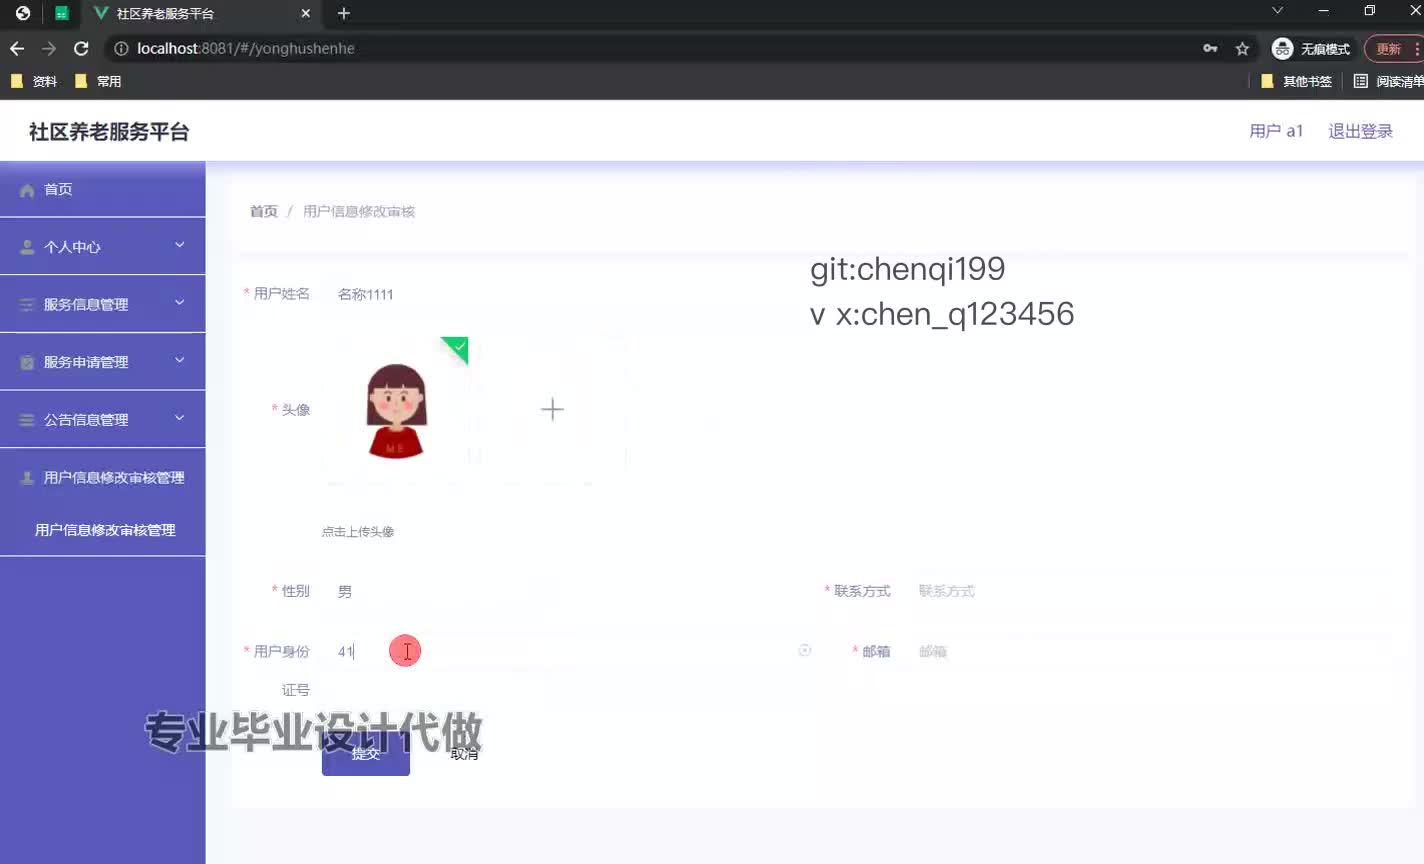 社区养老服务平台
localhost:8081/#/yonghushenhe
无痕模式
更新
资料
常用
其他书签
阅读清单
社区养老服务平台
用户 a1
退出登录
首页
个人中心
服务信息管理
服务申请管理
公告信息管理
用户信息修改审核管理
用户信息修改审核管理
首页 / 用户信息修改审核
git:chenqi199
v x:chen_q123456
* 用户姓名 名称1111
* 头像
ME
点击上传头像
* 性别 男
* 联系方式 联系方式
* 用户身份证号 41
* 邮箱 邮箱
专业毕业设计代做
提交
取消